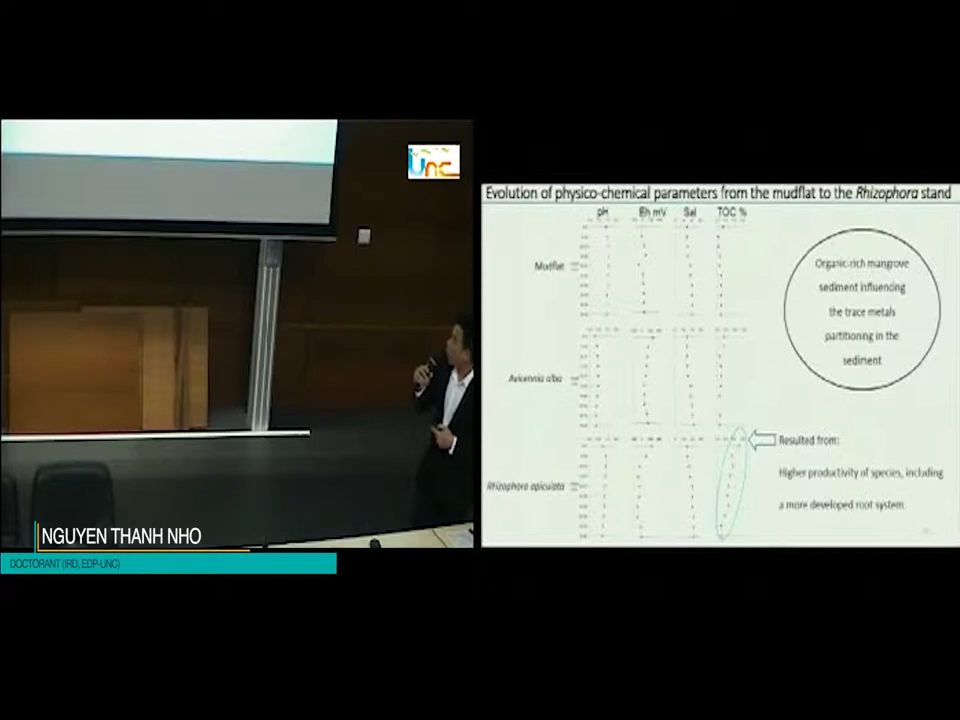 Unc
NGUYEN THANH NHO
DOCTORANT (IRD, EDP-UNC)
Evolution of physico-chemical parameters from the mudflat to the Rhizophora stand
pH Eh mV Sal TOC %
Mudflat
Avicennia alba
Rhizophora apiculata
Organic-rich mangrove
sediment influencing
the trace metals
partitioning in the
sediment
Resulted from:
Higher productivity of species, including
a more developed root system.